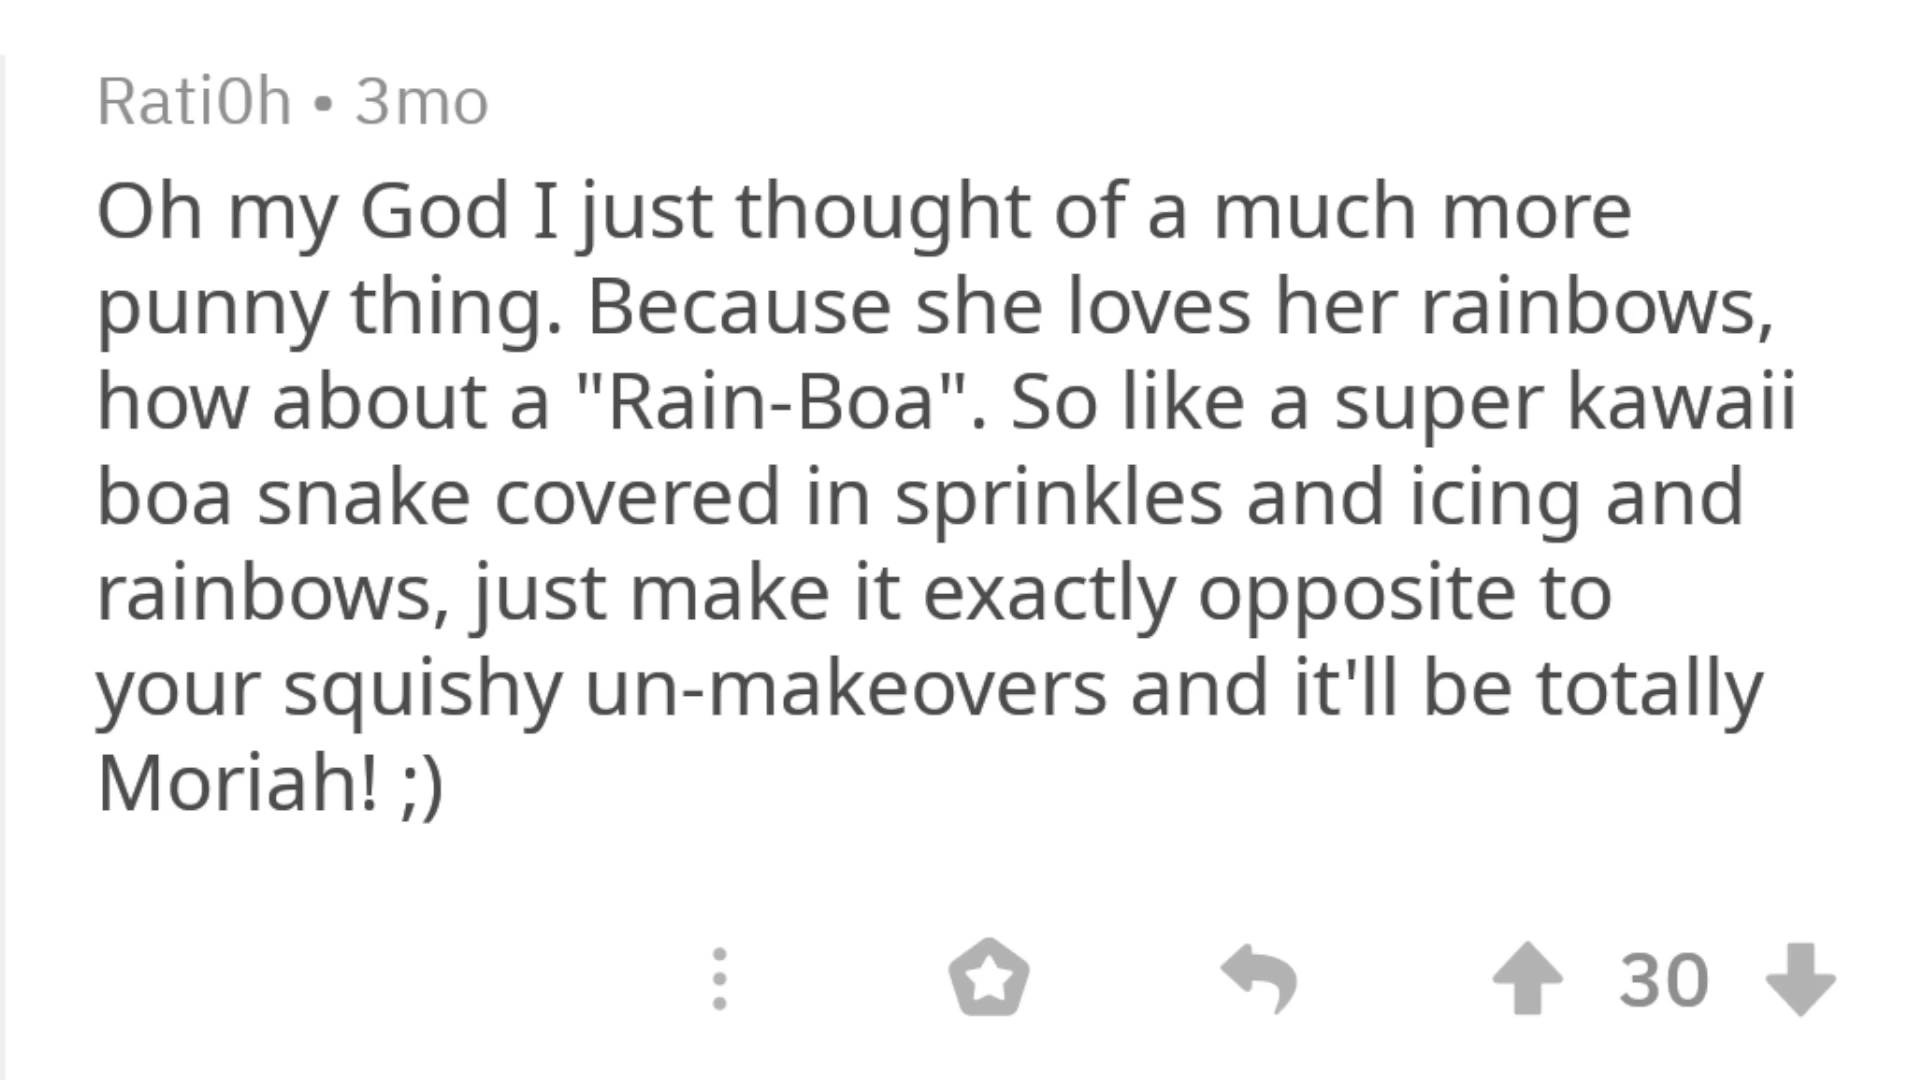 Rati0h • 3mo
Oh my God I just thought of a much more
punny thing. Because she loves her rainbows,
how about a "Rain-Boa". So like a super kawaii
boa snake covered in sprinkles and icing and
rainbows, just make it exactly opposite to
your squishy un-makeovers and it'll be totally
Moriah! ;)
30